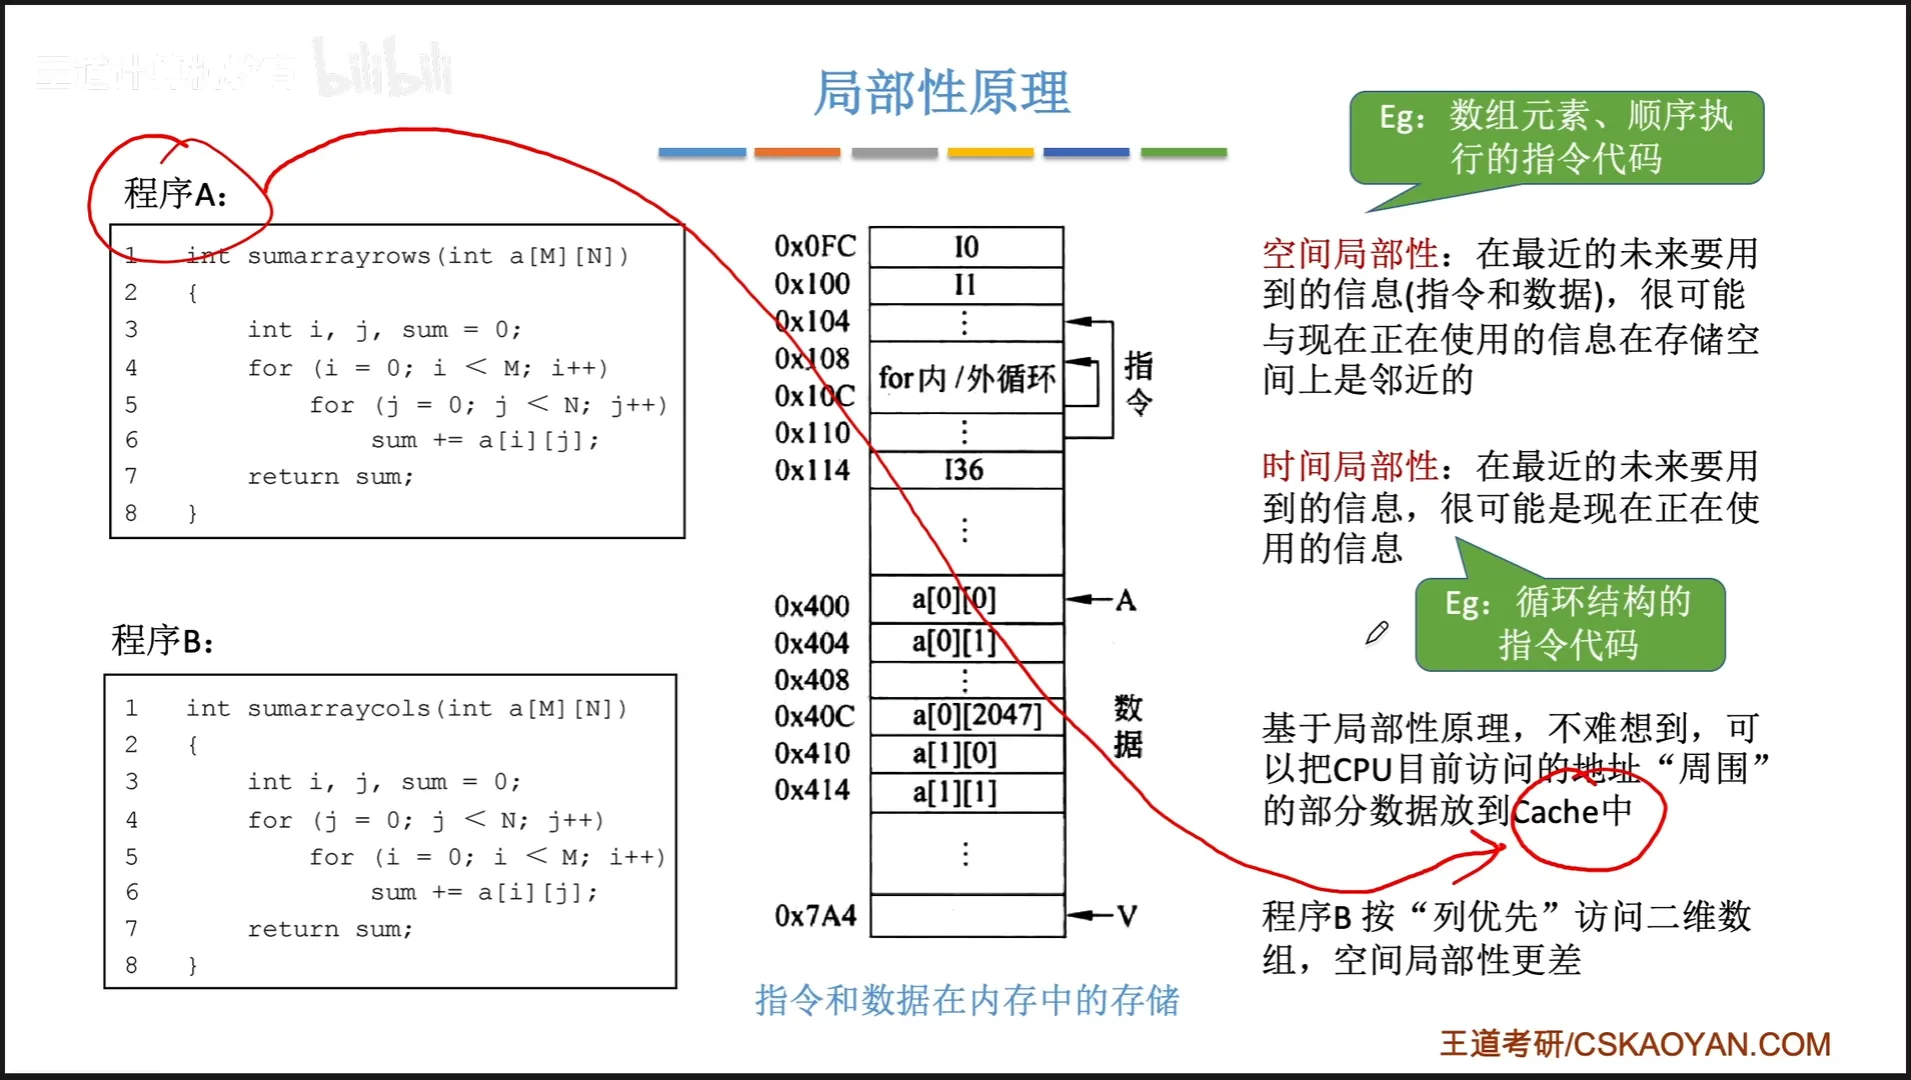 王道计算机教育 bilibili
局部性原理
程序A：
1 int sumarrayrows(int a[M][N])
2 {
3 int i, j, sum = 0;
4 for (i = 0; i < M; i++)
5 for (j = 0; j < N; j++)
6 sum += a[i][j];
7 return sum;
8 }
程序B：
1 int sumarraycols(int a[M][N])
2 {
3 int i, j, sum = 0;
4 for (j = 0; j < N; j++)
5 for (i = 0; i < M; i++)
6 sum += a[i][j];
7 return sum;
8 }
0x0FC I0
0x100 I1
0x104 ⋮
0x108
for内/外循环
0x10C
0x110 ⋮
0x114 I36
⋮
指令
0x400 a[0][0] A
0x404 a[0][1]
0x408 ⋮
0x40C a[0][2047]
0x410 a[1][0]
0x414 a[1][1]
⋮
0x7A4 V
数据
指令和数据在内存中的存储
Eg：数组元素、顺序执
行的指令代码
空间局部性：在最近的未来要用
到的信息(指令和数据)，很可能
与现在正在使用的信息在存储空
间上是邻近的
时间局部性：在最近的未来要用
到的信息，很可能是现在正在使
用的信息
Eg：循环结构的
指令代码
基于局部性原理，不难想到，可
以把CPU目前访问的地址“周围”
的部分数据放到Cache中
程序B 按“列优先”访问二维数
组，空间局部性更差
王道考研/CSKAOYAN.COM